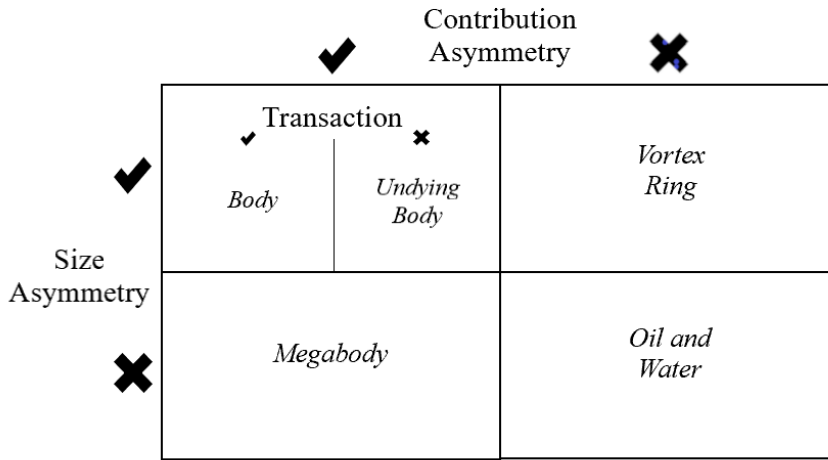 Contribution
Asymmetry
Transaction
Body
Undying
Body
Vortex
Ring
Size
Asymmetry
Megabody
Oil and
Water